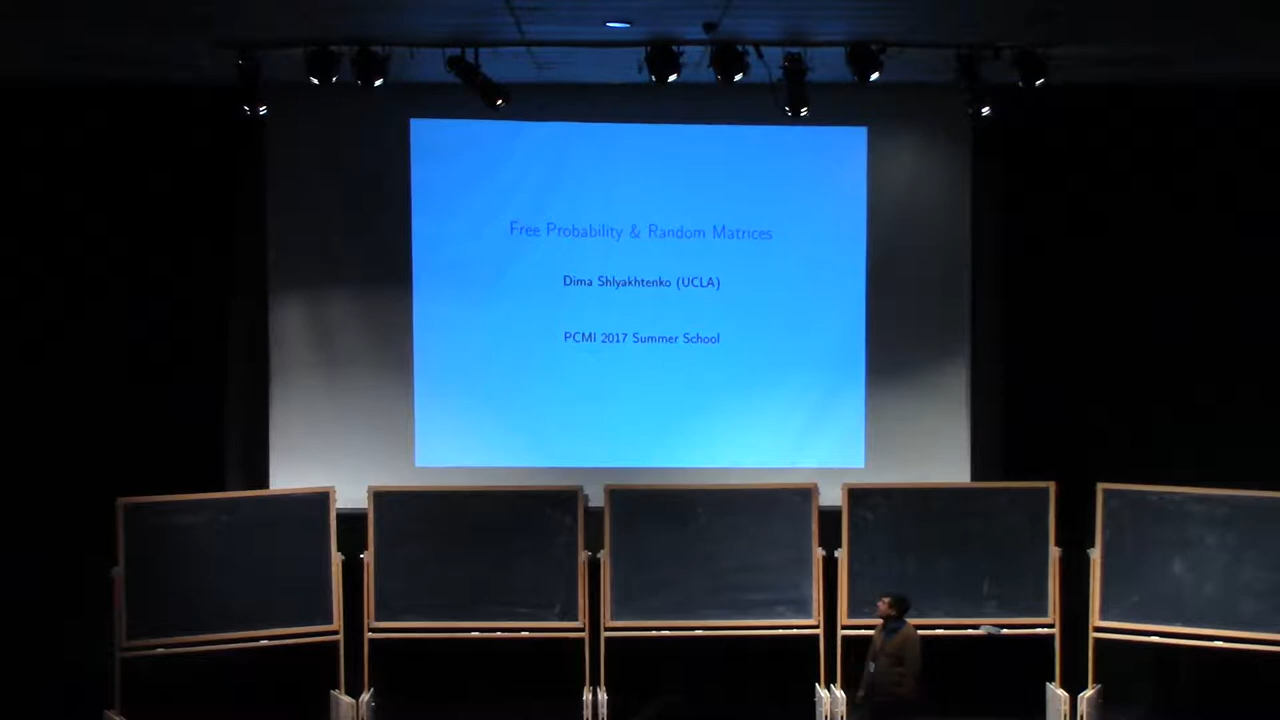 Free Probability & Random Matrices
Dima Shlyakhtenko (UCLA)
PCMI 2017 Summer School